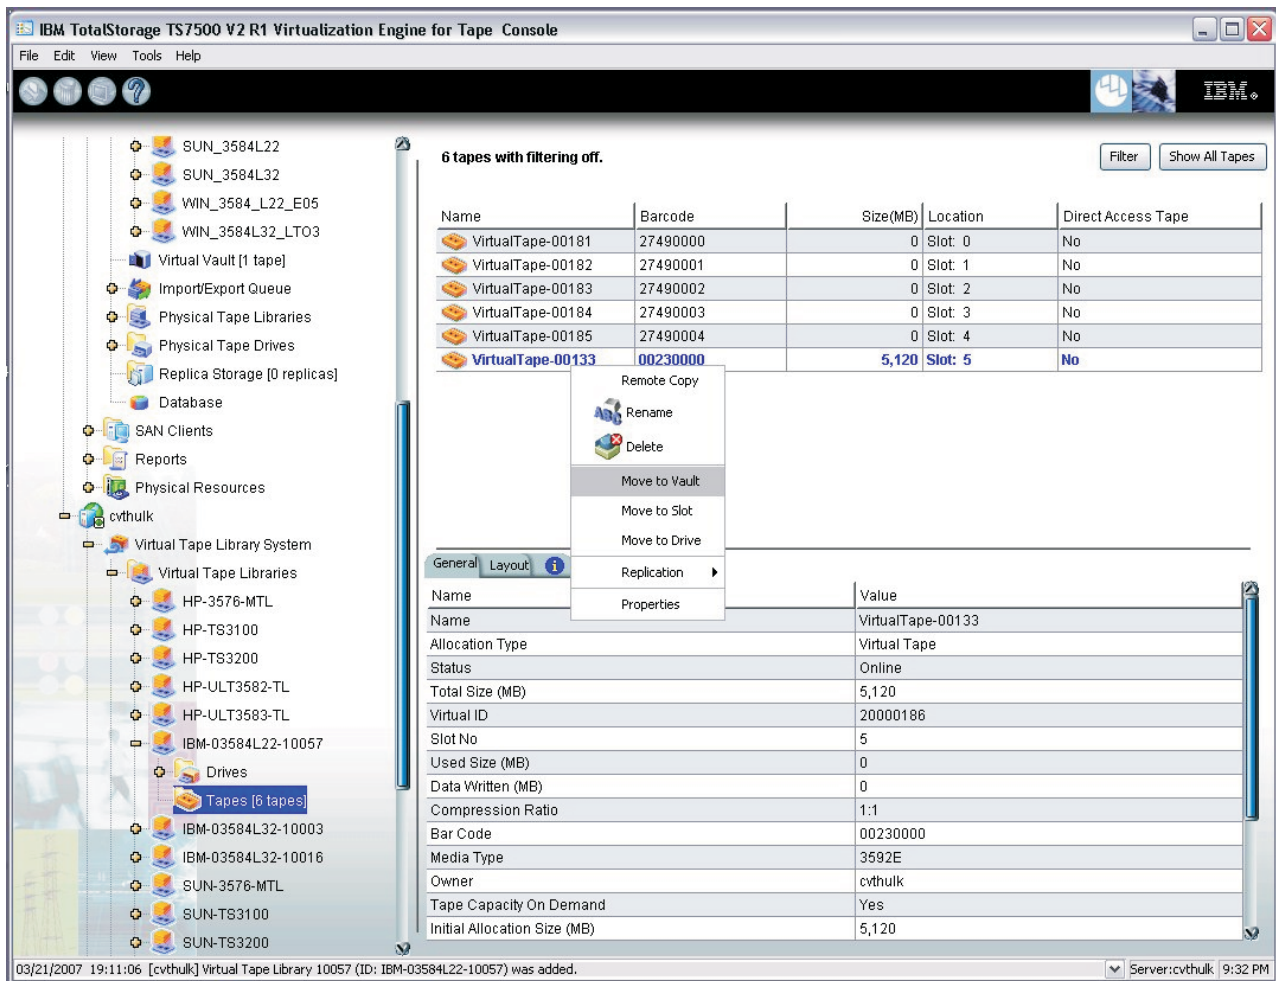 IBM TotalStorage TS7500 V2 R1 Virtualization Engine for Tape Console
File Edit View Tools Help
IBM
SUN_3584L22
SUN_3584L32
WIN_3584_L22_E05
WIN_3584L32_LTO3
Virtual Vault [1 tape]
Import/Export Queue
Physical Tape Libraries
Physical Tape Drives
Replica Storage [0 replicas]
Database
SAN Clients
Reports
Physical Resources
cvthulk
Virtual Tape Library System
Virtual Tape Libraries
HP-3576-MTL
HP-TS3100
HP-TS3200
HP-ULT3582-TL
HP-ULT3583-TL
IBM-03584L22-10057
Drives
Tapes [6 tapes]
IBM-03584L32-10003
IBM-03584L32-10016
SUN-3576-MTL
SUN-TS3100
SUN-TS3200
6 tapes with filtering off.
Filter Show All Tapes
Name Barcode Size(MB) Location Direct Access Tape
VirtualTape-00181 27490000 0 Slot: 0 No
VirtualTape-00182 27490001 0 Slot: 1 No
VirtualTape-00183 27490002 0 Slot: 2 No
VirtualTape-00184 27490003 0 Slot: 3 No
VirtualTape-00185 27490004 0 Slot: 4 No
VirtualTape-00133 00230000 5,120 Slot: 5 No
Remote Copy
ABC Rename
Delete
Move to Vault
Move to Slot
Move to Drive
Replication
Properties
General Layout i
Name Value
Name VirtualTape-00133
Allocation Type Virtual Tape
Status Online
Total Size (MB) 5,120
Virtual ID 20000186
Slot No 5
Used Size (MB) 0
Data Written (MB) 0
Compression Ratio 1:1
Bar Code 00230000
Media Type 3592E
Owner cvthulk
Tape Capacity On Demand Yes
Initial Allocation Size (MB) 5,120
03/21/2007 19:11:06 [cvthulk] Virtual Tape Library 10057 (ID: IBM-03584L22-10057) was added.
Server:cvthulk 9:32 PM